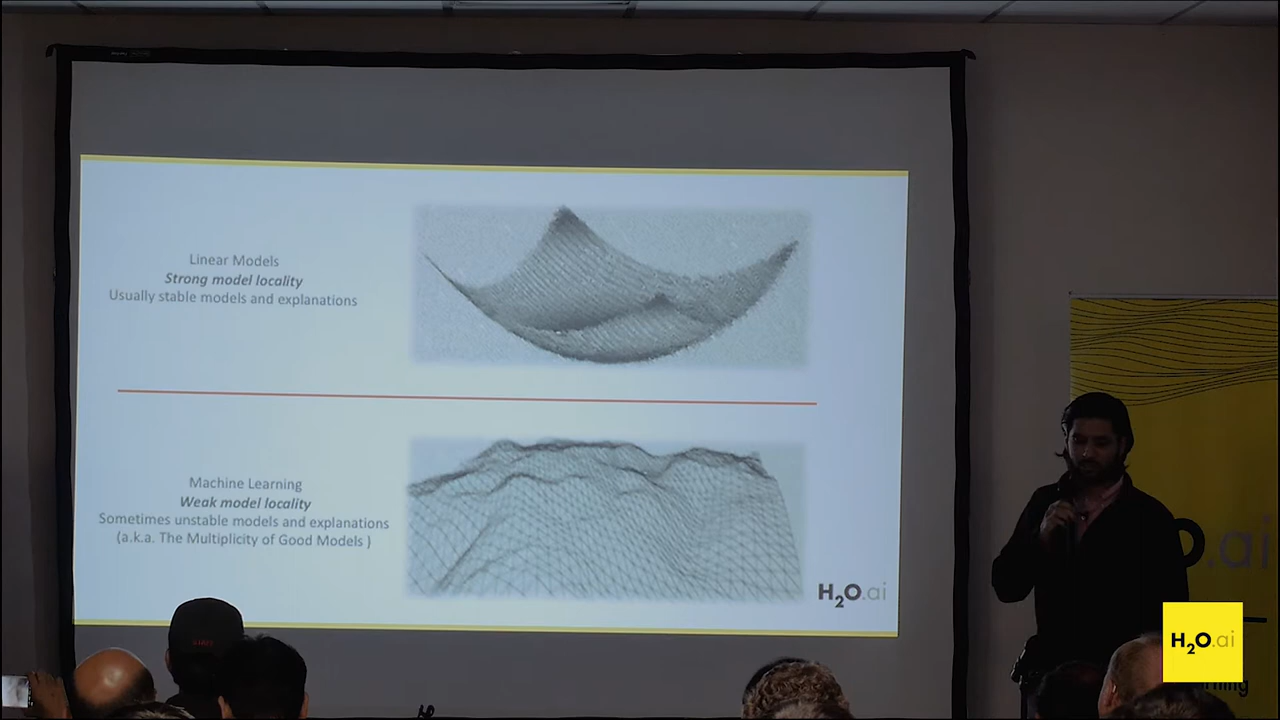 Linear Models
Strong model locality
Usually stable models and explanations
Machine Learning
Weak model locality
Sometimes unstable models and explanations
(a.k.a. The Multiplicity of Good Models )
H2O.ai
O.ai
H2O.ai